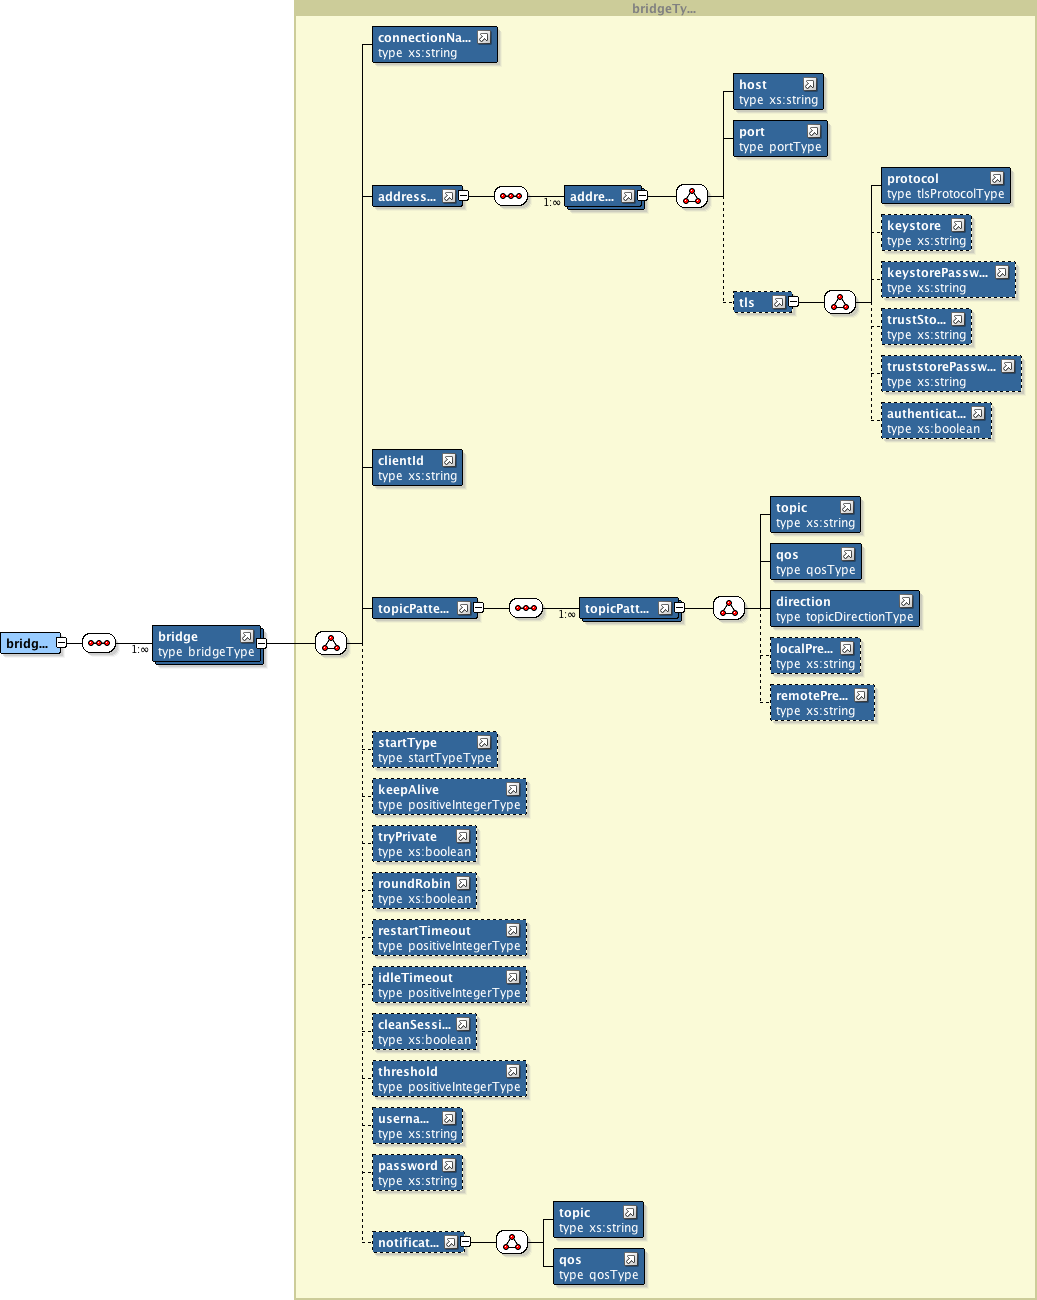 bridgeTy...
connectionNa...
type xs:string
host
type xs:string
port
type portType
protocol
type tlsProtocolType
address...
1:∞
addre...
keystore
type xs:string
keystorePassw...
type xs:string
tls
trustSto...
type xs:string
truststorePassw...
type xs:string
authenticat...
type xs:boolean
clientId
type xs:string
topic
type xs:string
qos
type qosType
topicPatte...
1:∞
topicPatt...
direction
type topicDirectionType
bridg...
1:∞
bridge
type bridgeType
localPre...
type xs:string
remotePre...
type xs:string
startType
type startTypeType
keepAlive
type positiveIntegerType
tryPrivate
type xs:boolean
roundRobin
type xs:boolean
restartTimeout
type positiveIntegerType
idleTimeout
type positiveIntegerType
cleanSessi...
type xs:boolean
threshold
type positiveIntegerType
userna...
type xs:string
password
type xs:string
notificat...
topic
type xs:string
qos
type qosType